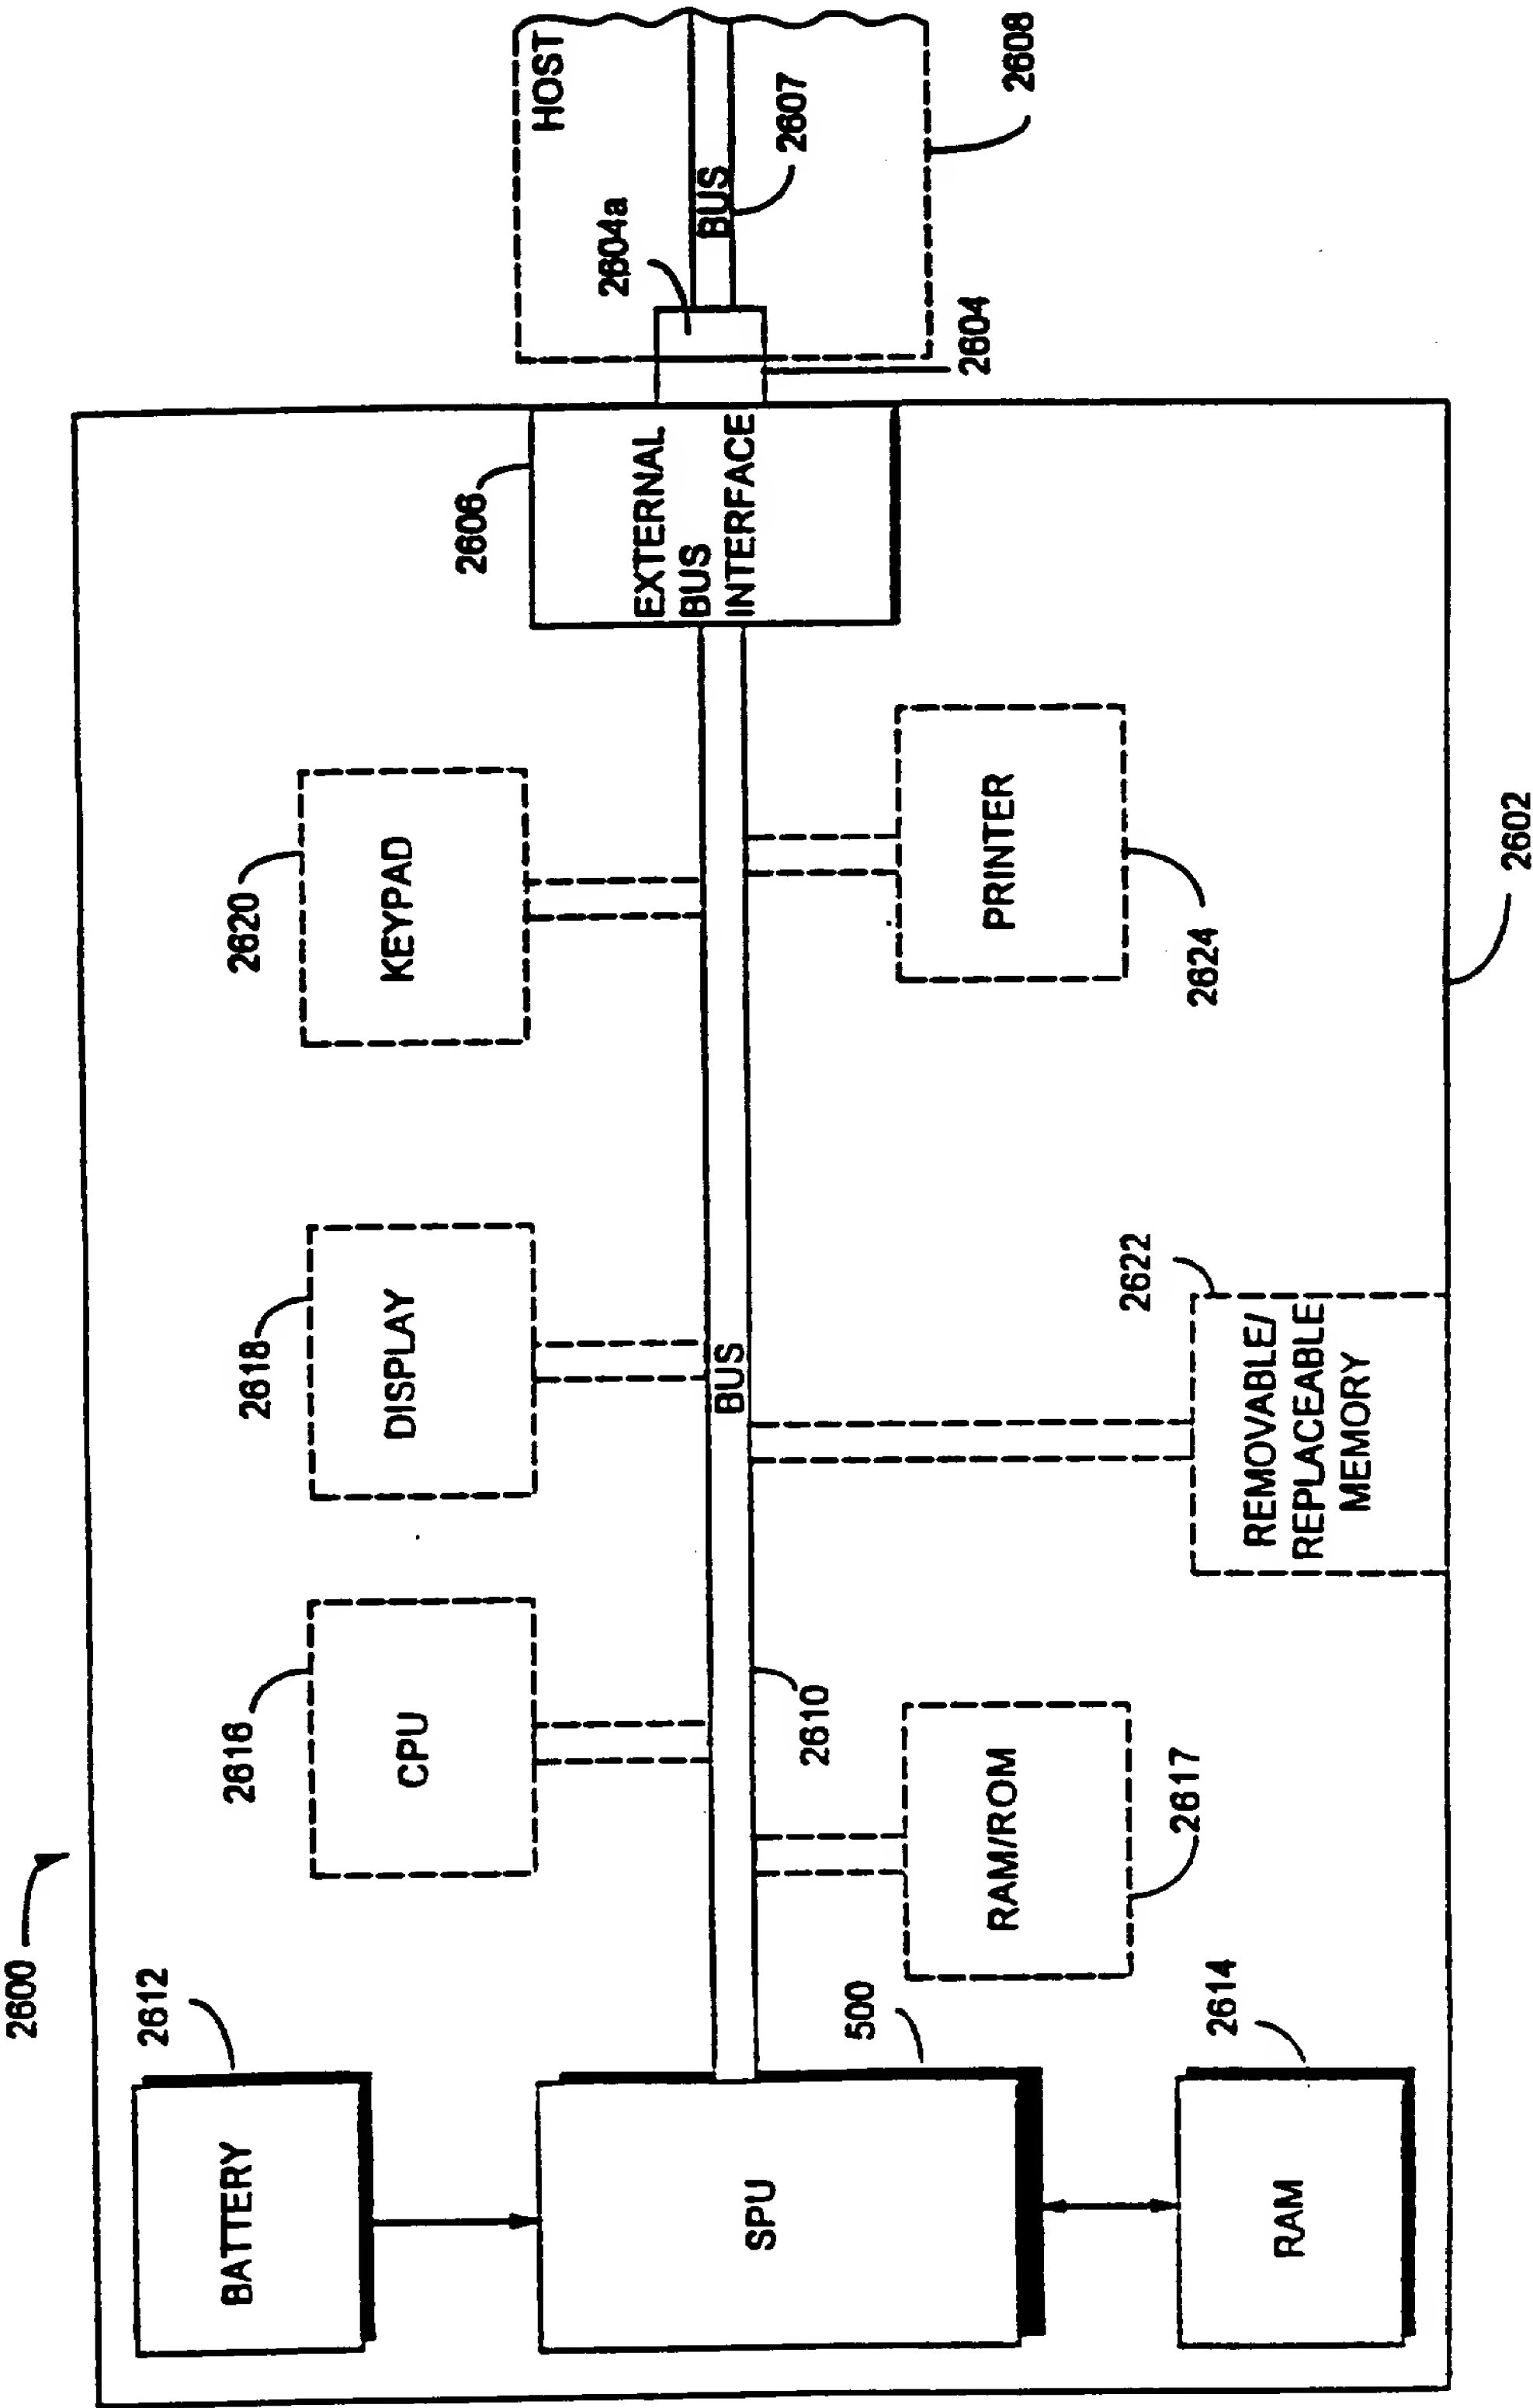 2600
2612
BATTERY
SPU
500
RAM
2614
2616
CPU
2618
DISPLAY
2620
KEYPAD
BUS
2610
RAM/ROM
2617
REMOVABLE/
REPLACEABLE
MEMORY
2622
PRINTER
2624
2606
EXTERNAL
BUS
INTERFACE
2604a
2604
HOST
BUS
2607
2608
2602